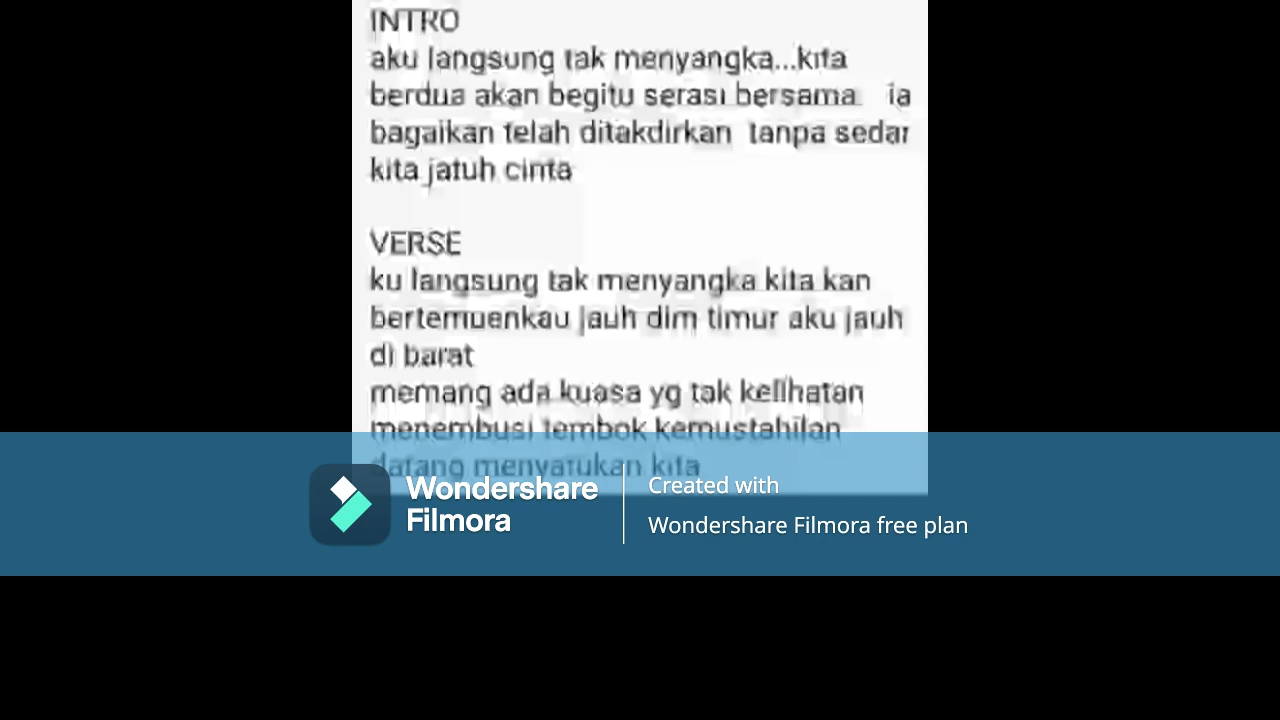 INTRO
aku langsung tak menyangka...kita
berdua akan begitu serasi bersama ia
bagaikan telah ditakdirkan tanpa sedar
kita jatuh cinta
VERSE
ku langsung tak menyangka kita kan
bertemuenkau jauh dim timur aku jauh
di barat
memang ada kuasa yg tak kelihatan
menembusi tembok kemustahilan
datang menyatukan kita
Wondershare
Filmora
Created with
Wondershare Filmora free plan